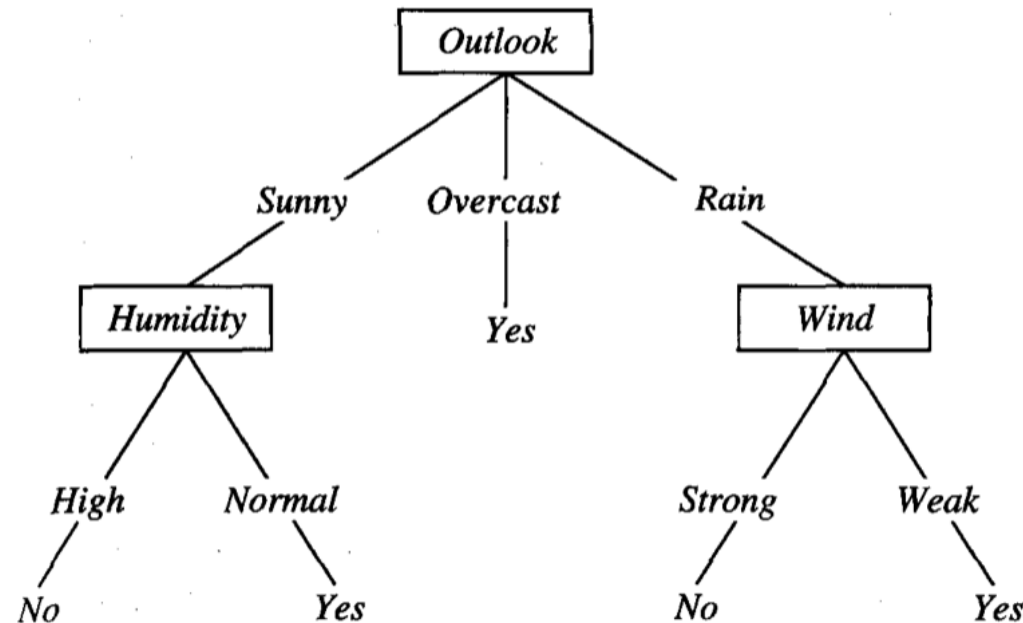 Outlook
Sunny Overcast Rain
Humidity Yes Wind
High Normal Strong Weak
No Yes No Yes